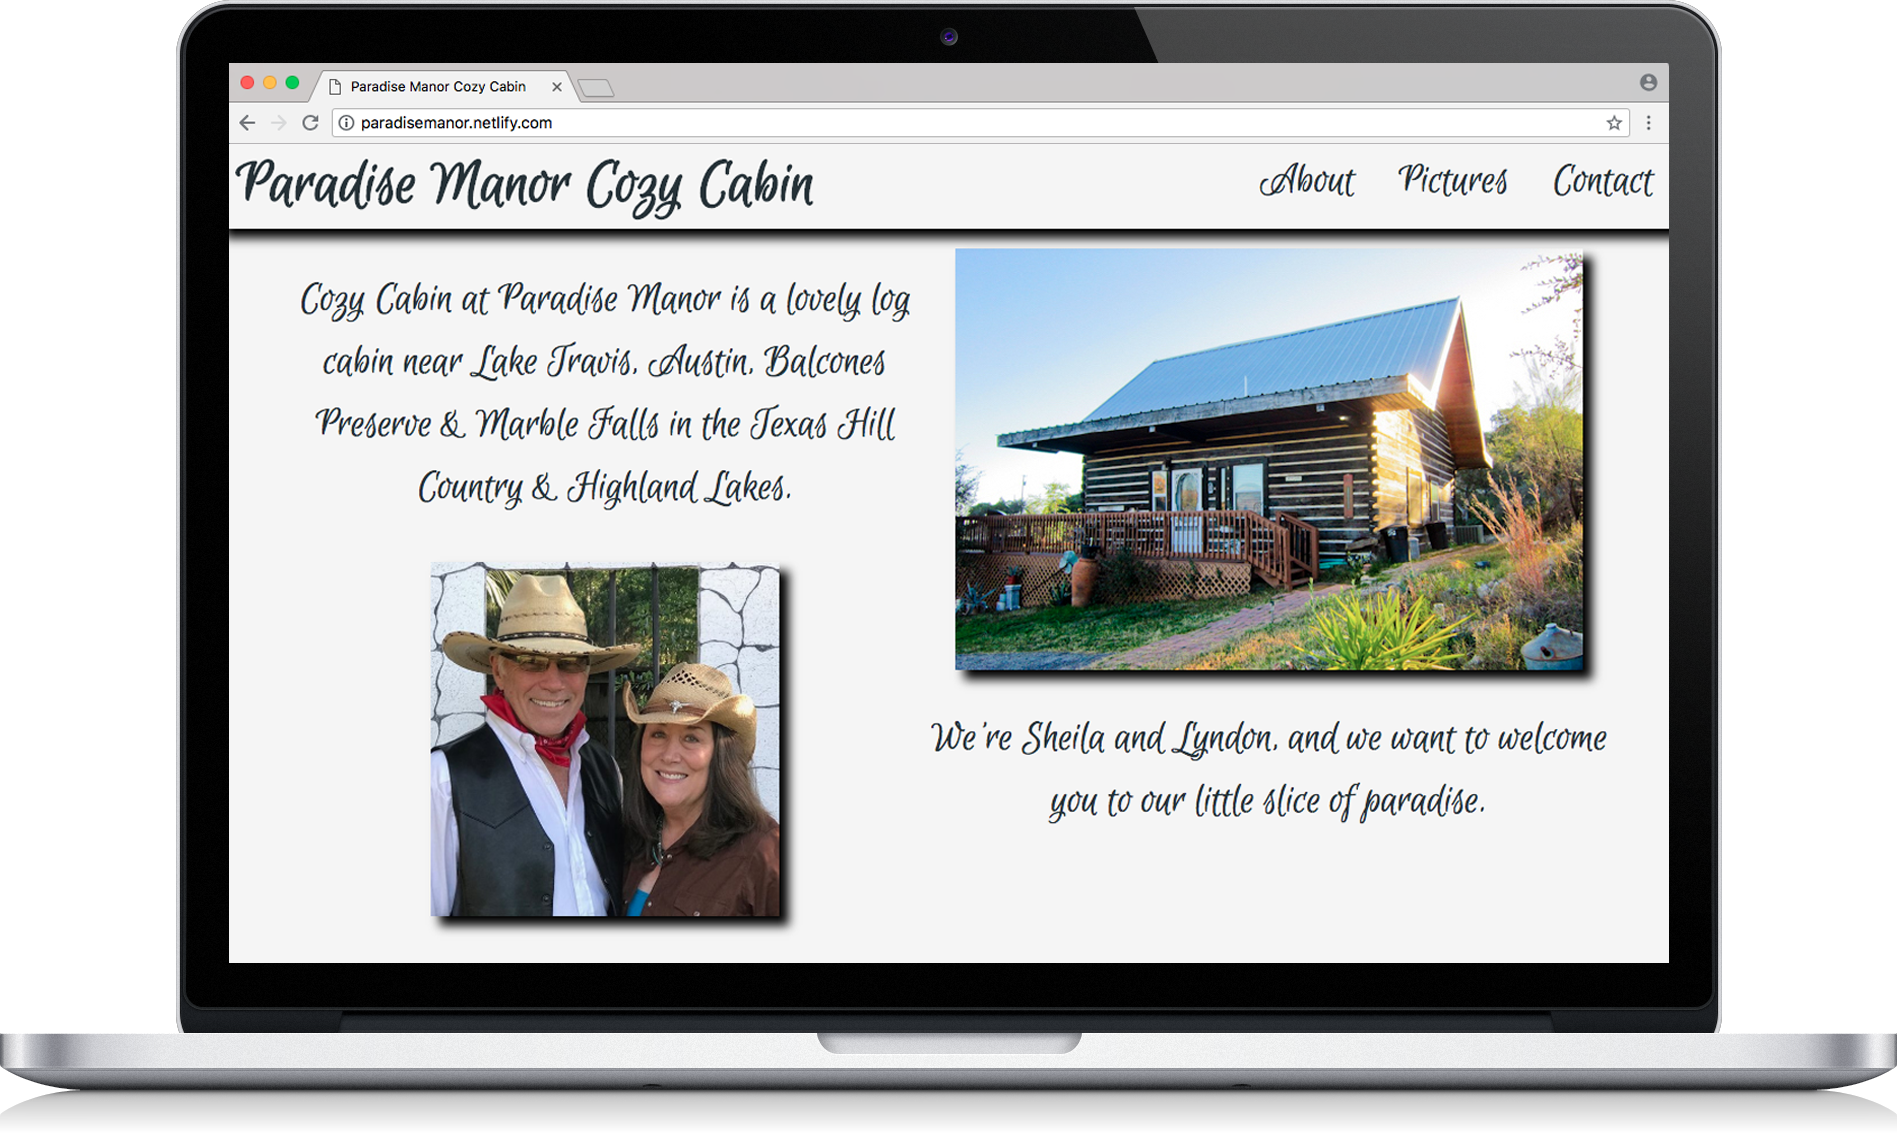 Paradise Manor Cozy Cabin
paradisemanor.netlify.com
Paradise Manor Cozy Cabin
About Pictures Contact
Cozy Cabin at Paradise Manor is a lovely log
cabin near Lake Travis, Austin, Balcones
Preserve & Marble Falls in the Texas Hill
Country & Highland Lakes.
We're Sheila and Lyndon, and we want to welcome
you to our little slice of paradise.